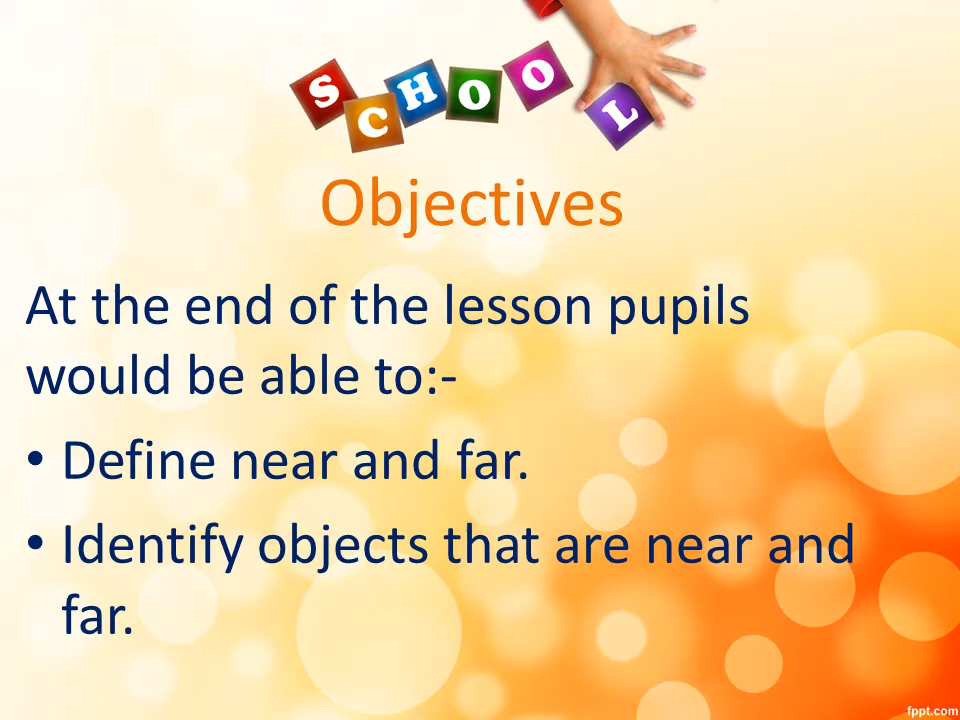 SCHOOL
Objectives
At the end of the lesson pupils
would be able to:-
• Define near and far.
• Identify objects that are near and
far.
fppt.com